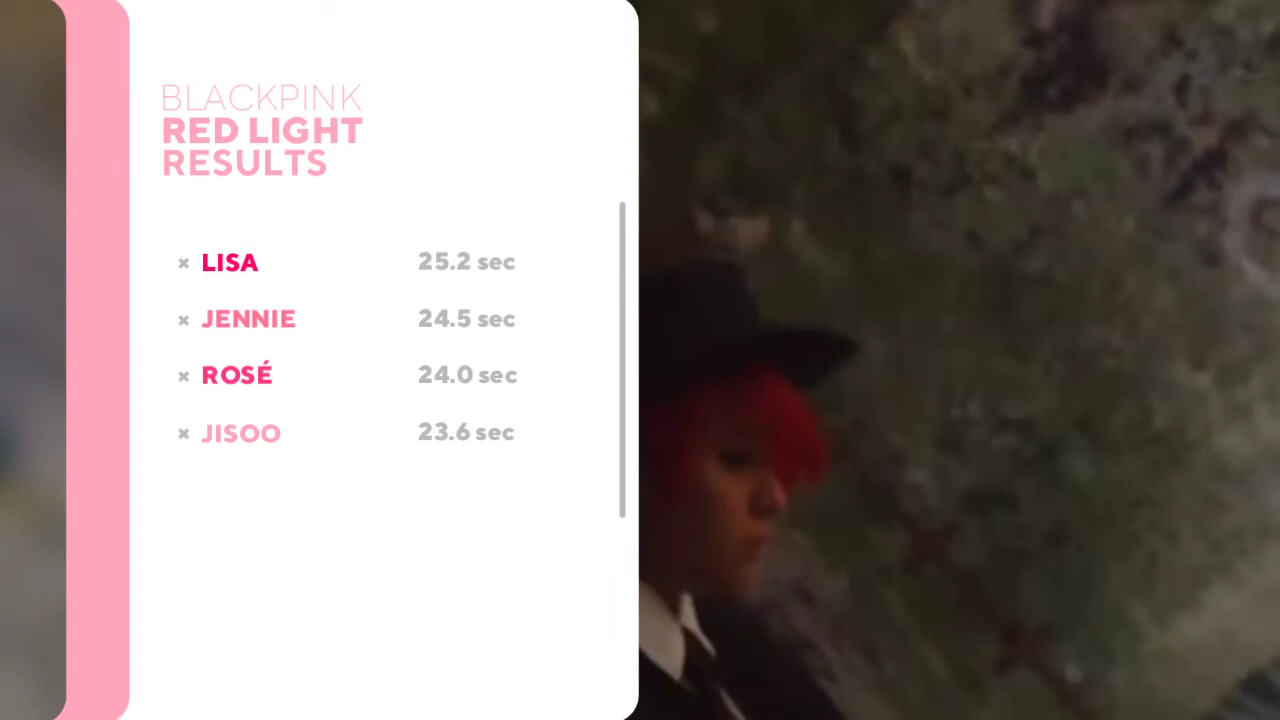 BLACKPINK
RED LIGHT
RESULTS
× LISA 25.2 sec
× JENNIE 24.5 sec
× ROSÉ 24.0 sec
× JISOO 23.6 sec